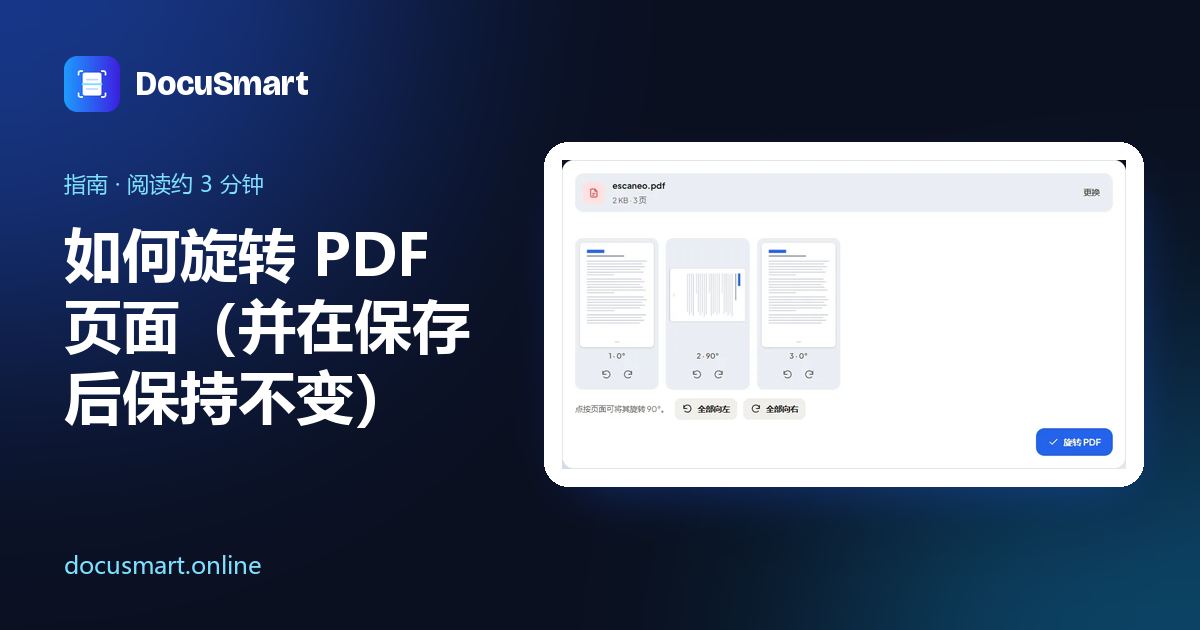 DocuSmart
指南 · 阅读约 3 分钟
如何旋转 PDF
页面（并在保存
后保持不变）
docusmart.online
escaneo.pdf
2 KB · 3 页
更换
1 · 0°
2 · 90°
3 · 0°
点按页面可将其旋转 90°。
全部向左
全部向右
旋转 PDF